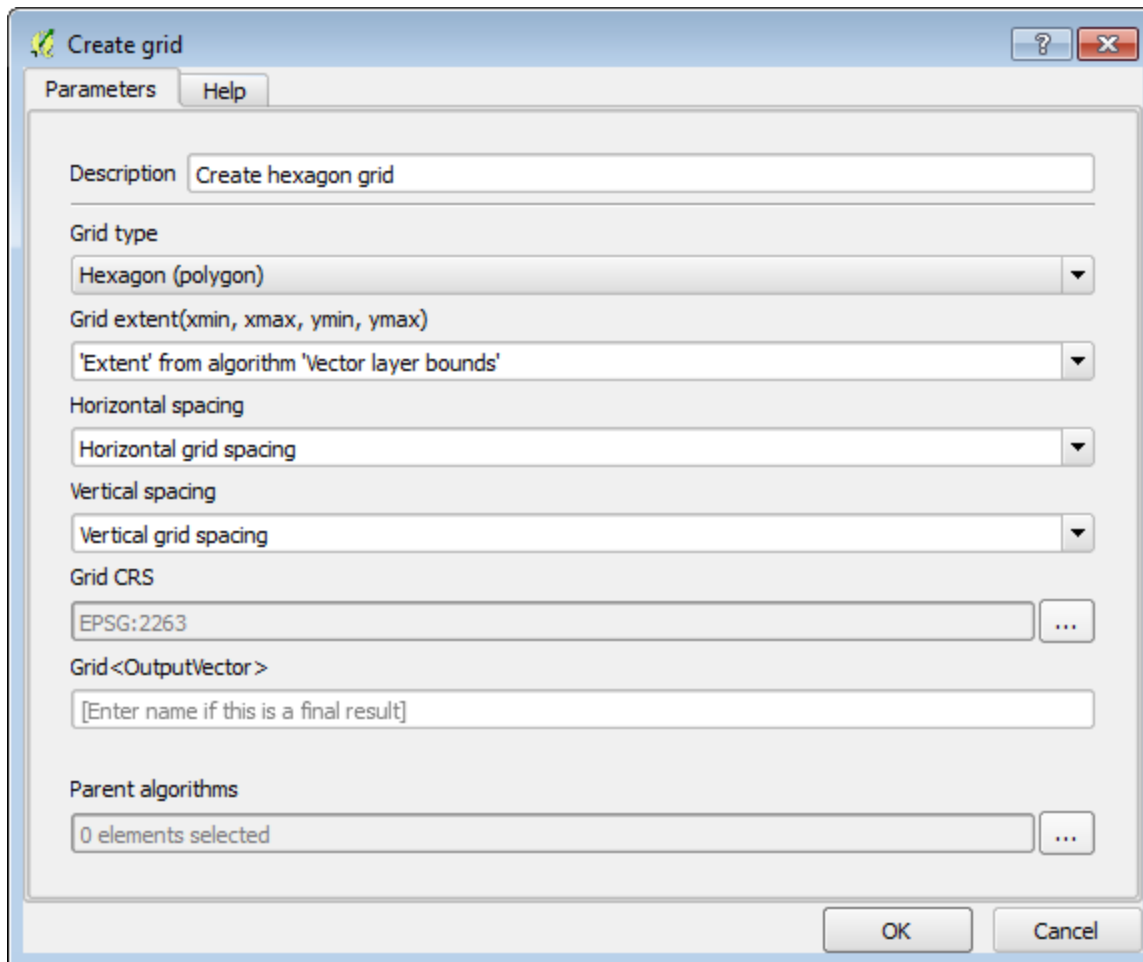 Create grid
Parameters Help
Description Create hexagon grid
Grid type
Hexagon (polygon)
Grid extent(xmin, xmax, ymin, ymax)
'Extent' from algorithm 'Vector layer bounds'
Horizontal spacing
Horizontal grid spacing
Vertical spacing
Vertical grid spacing
Grid CRS
EPSG:2263 ...
Grid<OutputVector>
[Enter name if this is a final result]
Parent algorithms
0 elements selected ...
OK Cancel